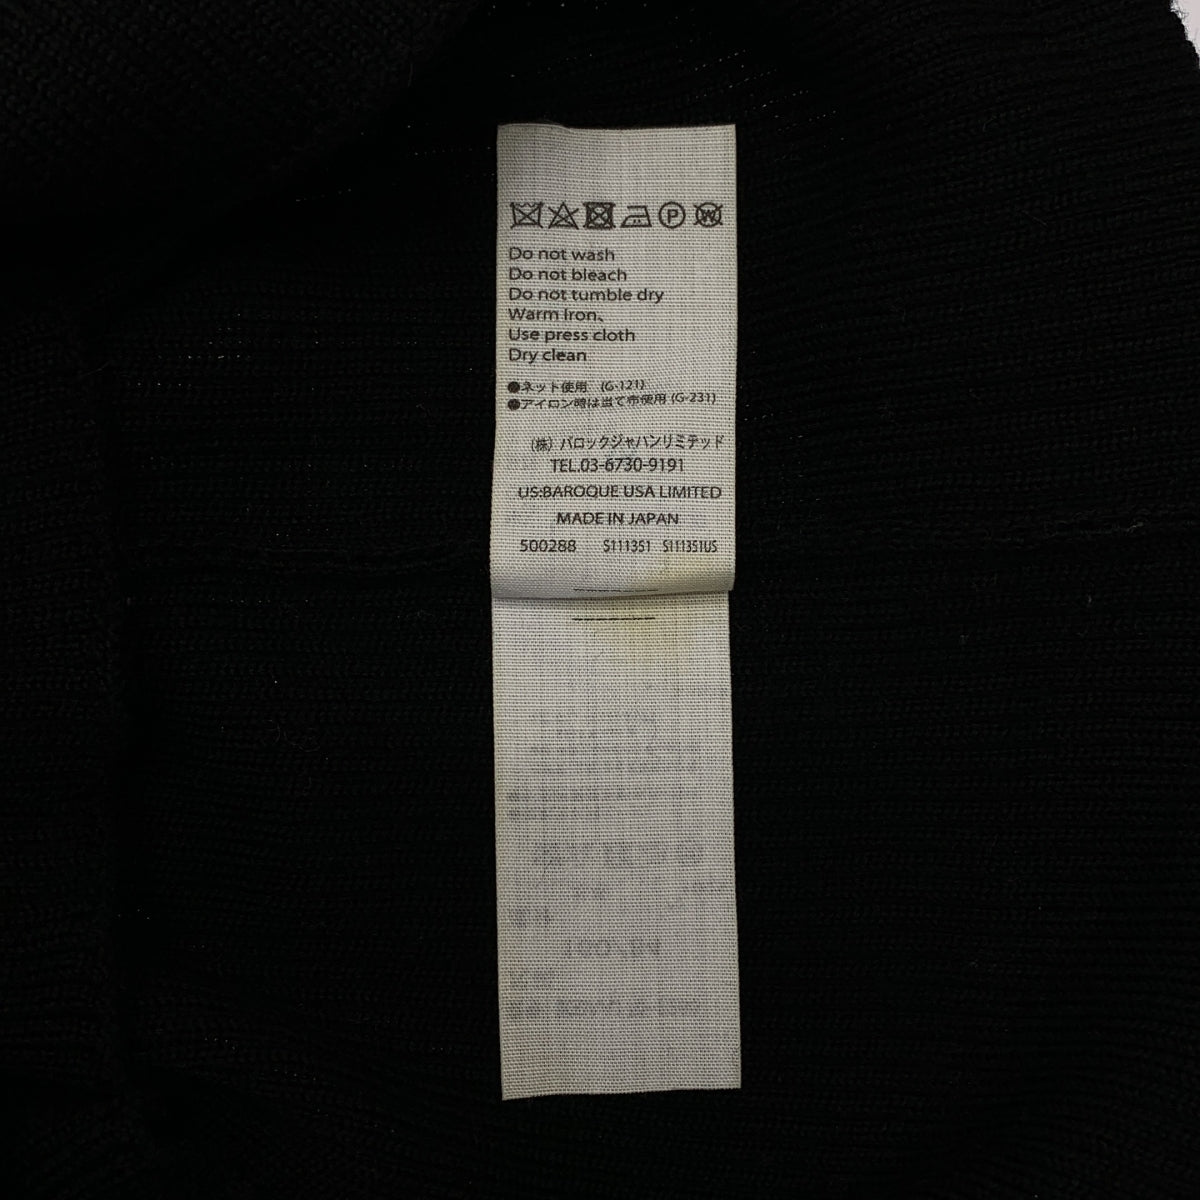 P W
Do not wash
Do not bleach
Do not tumble dry
Warm Iron、
Use press cloth
Dry clean
●ネット使用 (G-121)
●アイロン時は当て布使用 (G-231)
(株) バロックジャパンリミテッド
TEL.03-6730-9191
US:BAROQUE USA LIMITED
MADE IN JAPAN
500288 S111351 S111351US